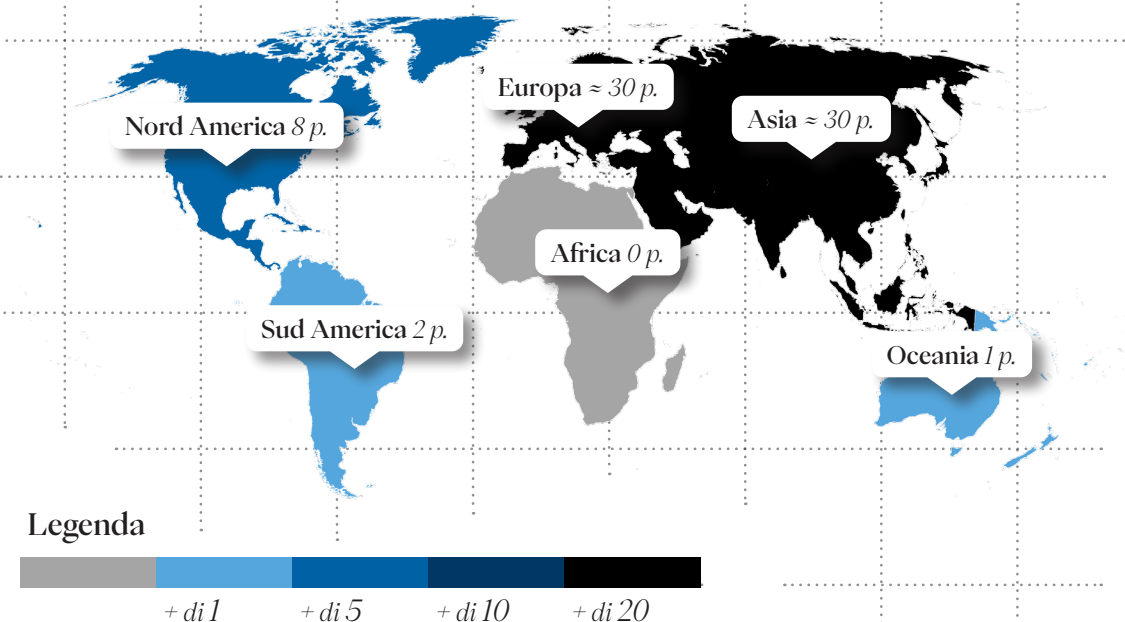 Europa ≈ 30 p.
Nord America 8 p.
Asia ≈ 30 p.
Africa 0 p.
Sud America 2 p.
Oceania 1 p.
Legenda
+ di 1
+ di 5
+ di 10
+ di 20